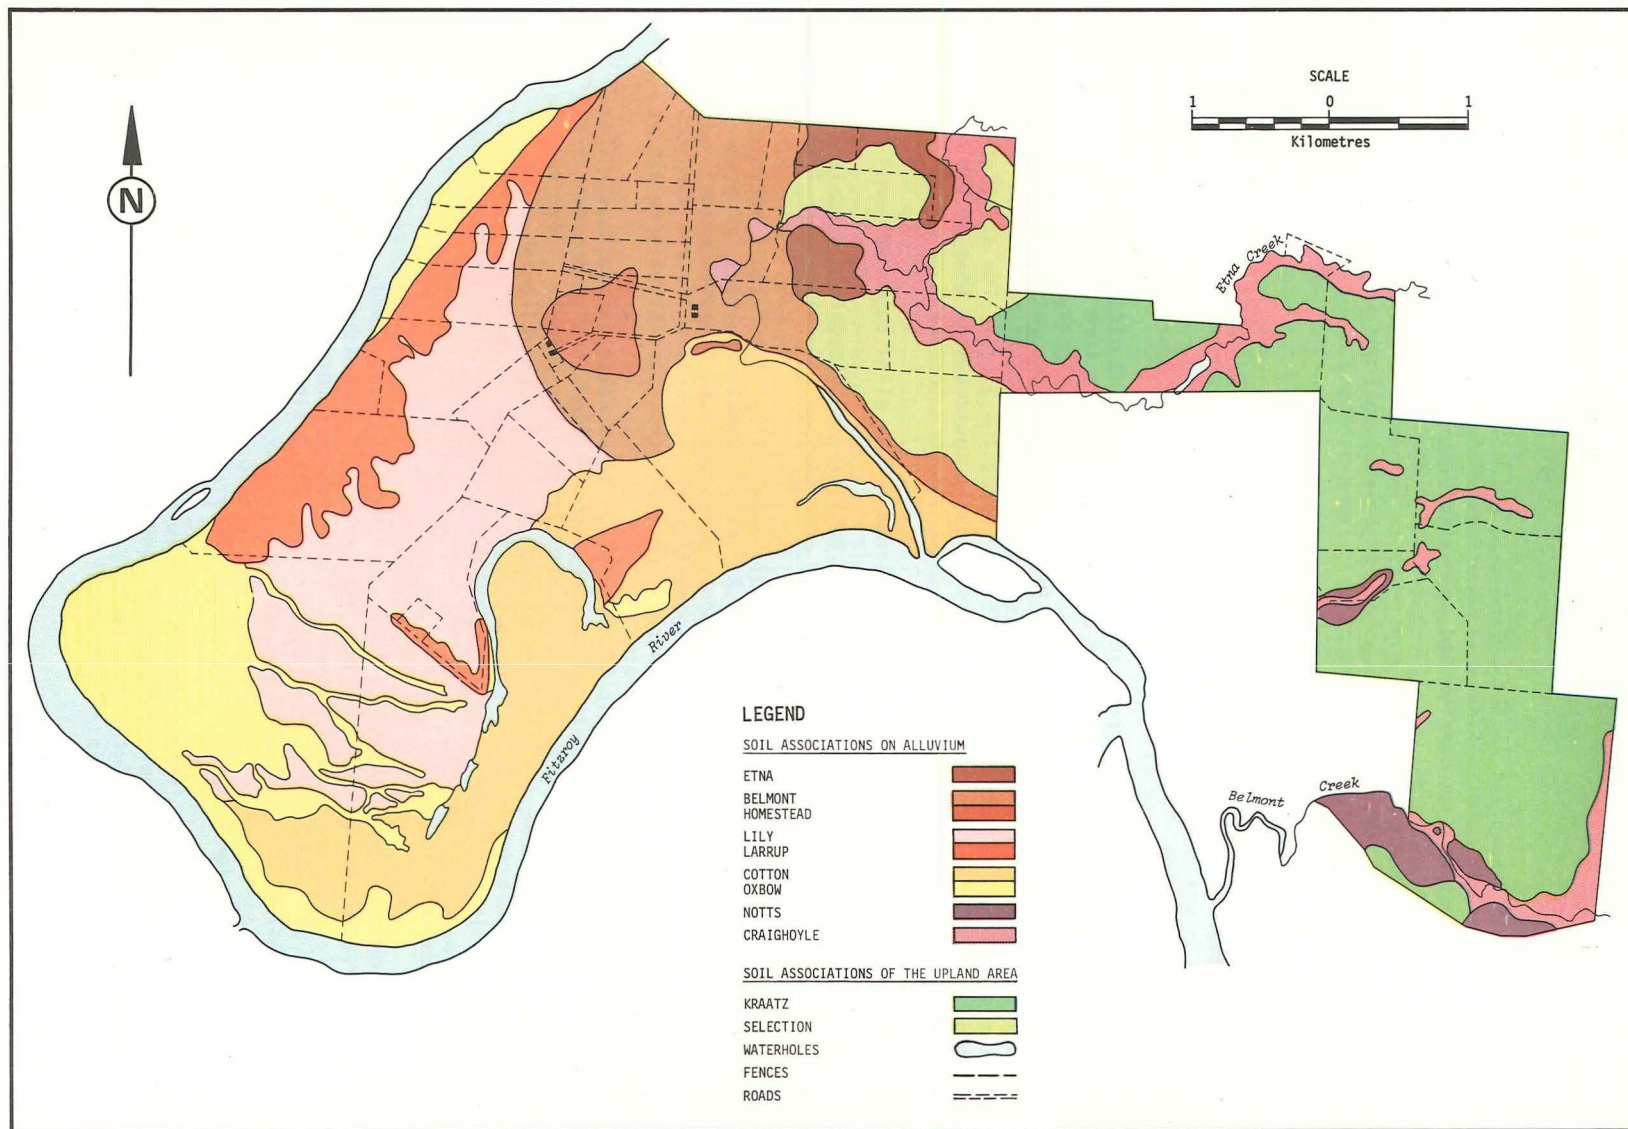 SCALE
1 0 1
Kilometres
N
Etna Creek
River
Fitzroy
Belmont Creek
LEGEND
SOIL ASSOCIATIONS ON ALLUVIUM
ETNA
BELMONT
HOMESTEAD
LILY
LARRUP
COTTON
OXBOW
NOTTS
CRAIGHOYLE
SOIL ASSOCIATIONS OF THE UPLAND AREA
KRAATZ
SELECTION
WATERHOLES
FENCES
ROADS